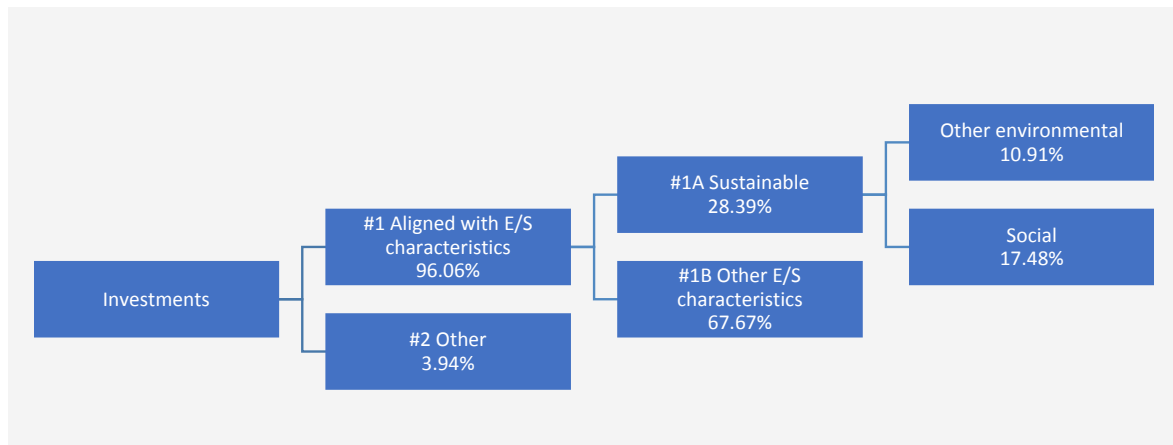 Investments
#1 Aligned with E/S
characteristics
96.06%
#2 Other
3.94%
#1A Sustainable
28.39%
#1B Other E/S
characteristics
67.67%
Other environmental
10.91%
Social
17.48%